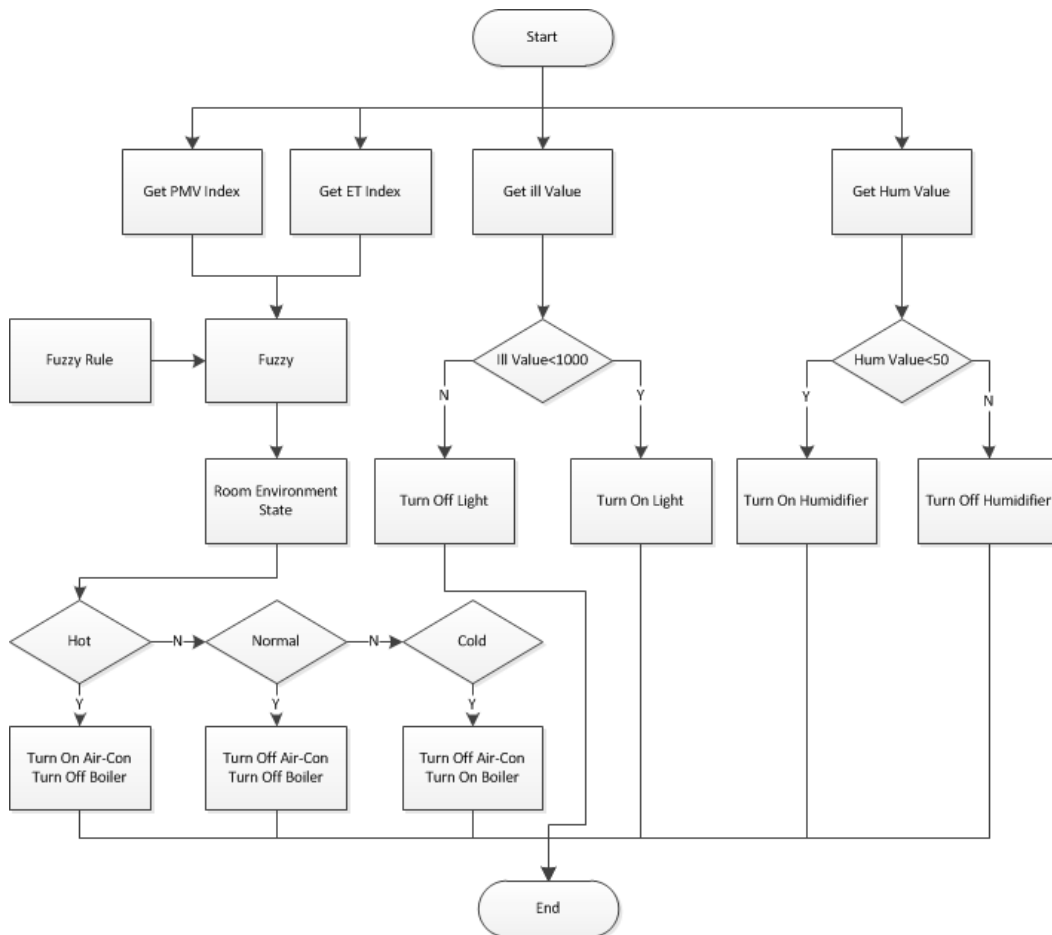 Start
Get PMV Index
Get ET Index
Get ill Value
Get Hum Value
Fuzzy Rule
Fuzzy
Ill Value<1000
Hum Value<50
N
Y
Y
N
Room Environment
State
Turn Off Light
Turn On Light
Turn On Humidifier
Turn Off Humidifier
Hot
N
Normal
N
Cold
Y
Y
Y
Turn On Air-Con
Turn Off Boiler
Turn Off Air-Con
Turn Off Boiler
Turn Off Air-Con
Turn On Boiler
End